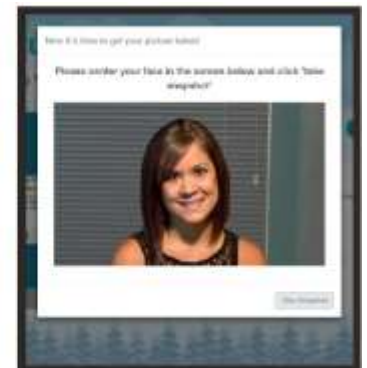 Now it's time to get your picture taken!
Please center your face in the screen below and click 'take
snapshot'
Take Snapshot